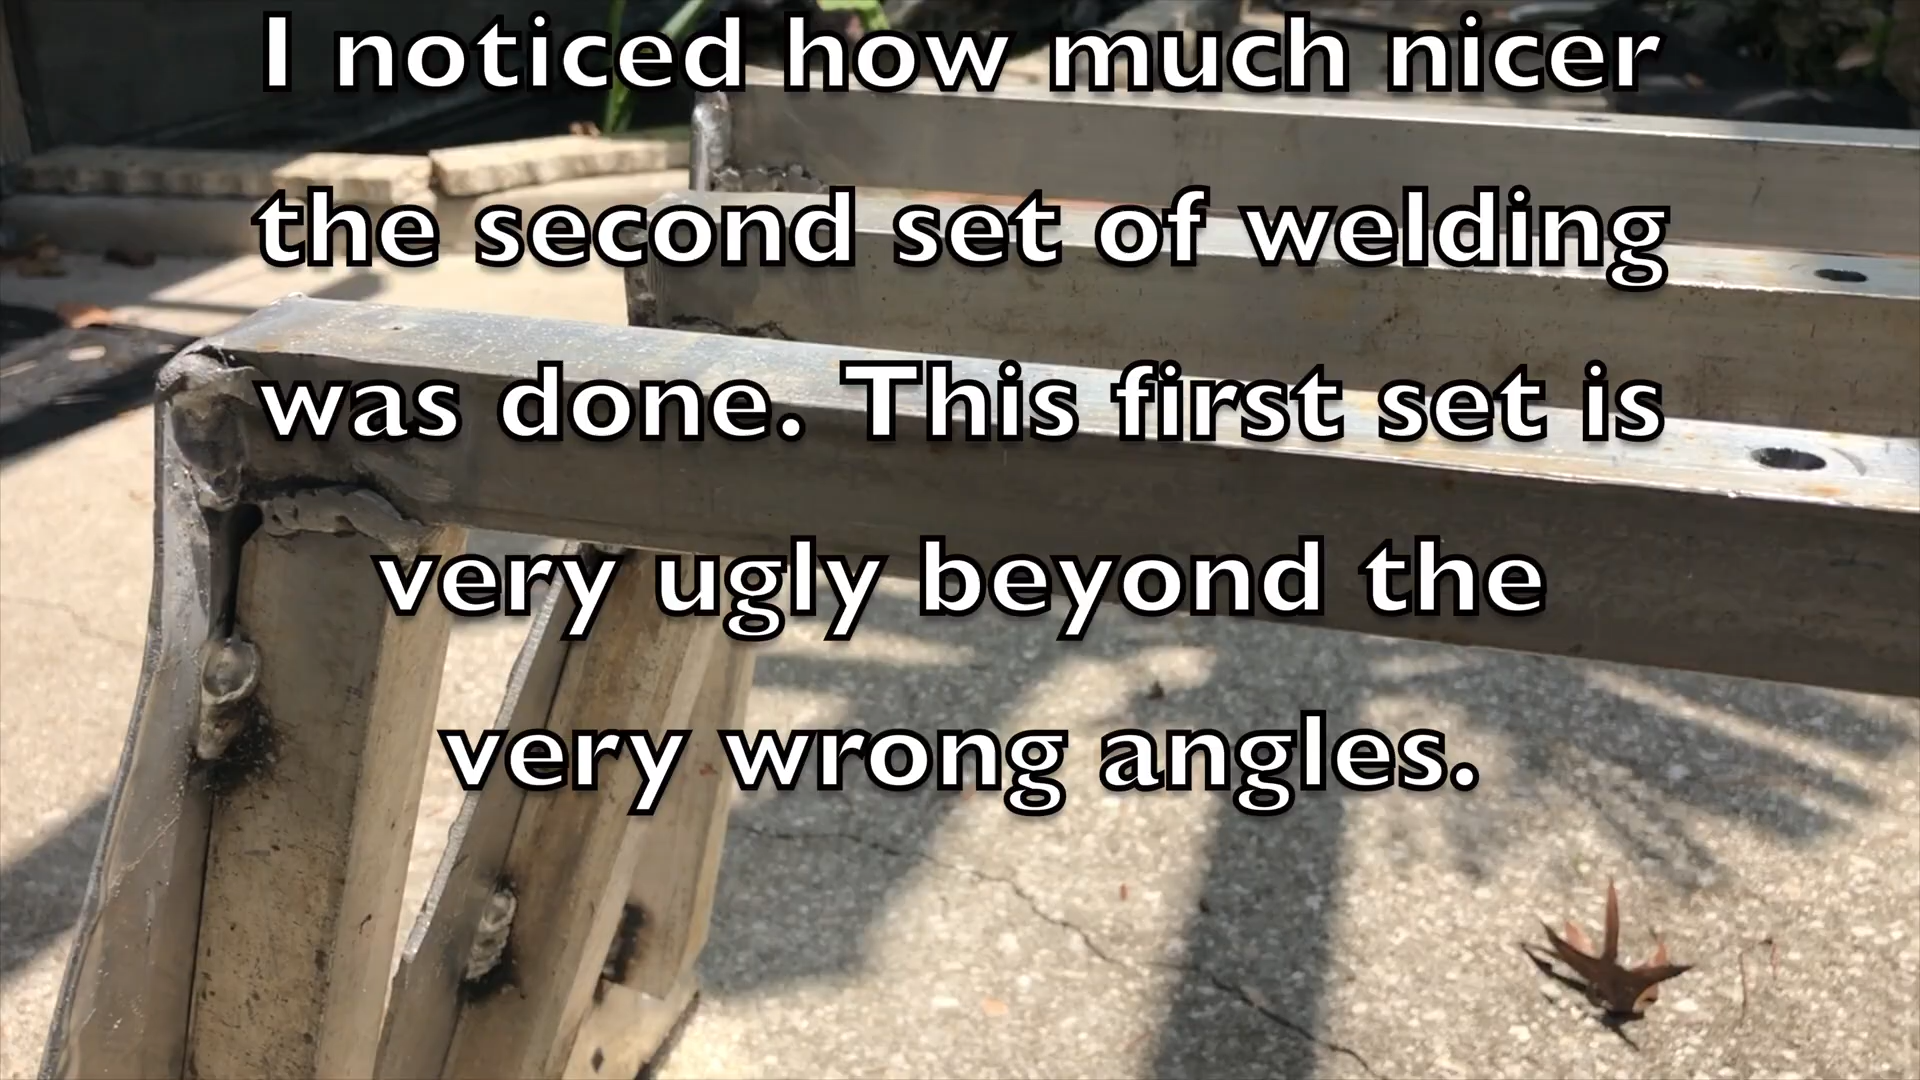 I noticed how much nicer
the second set of welding
was done. This first set is
very ugly beyond the
very wrong angles.